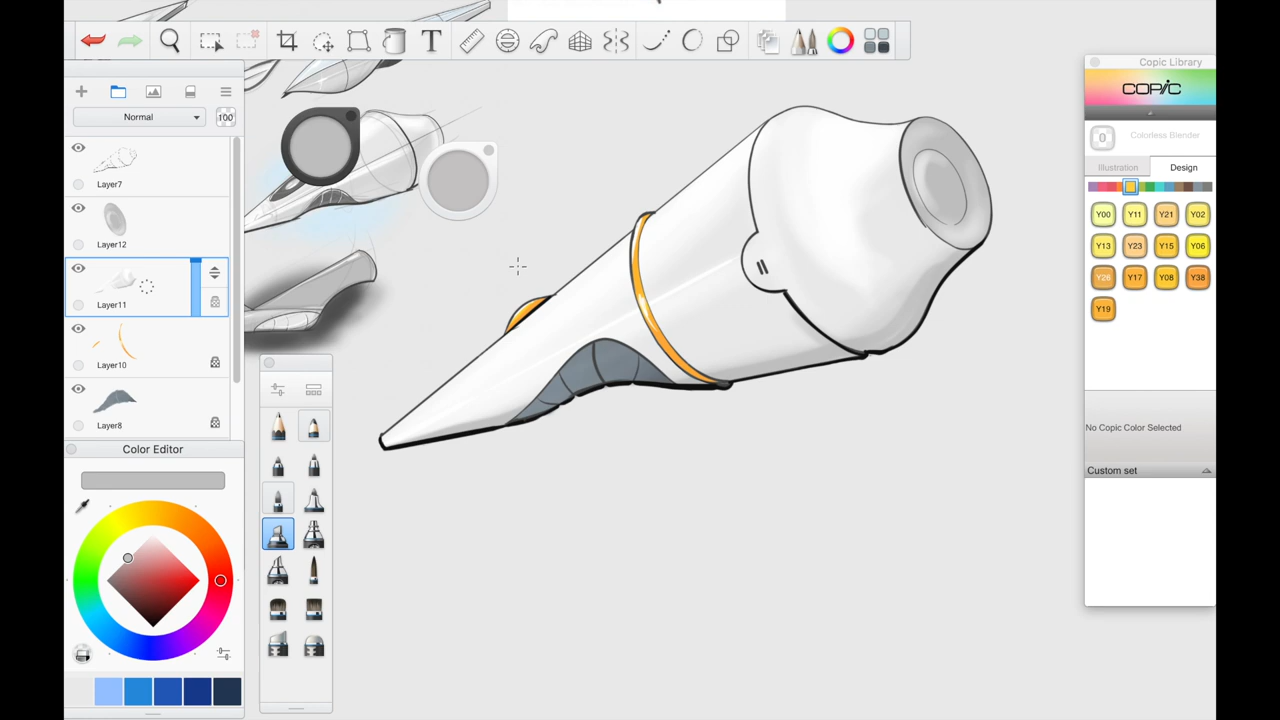 T
Copic Library
COPIC
Normal
100
0
Colorless Blender
Illustration
Design
Layer7
Y00
Y11
Y21
Y02
Layer12
Y13
Y23
Y15
Y06
Y26
Y17
Y08
Y38
Layer11
Y19
Layer10
Layer8
No Copic Color Selected
Color Editor
Custom set